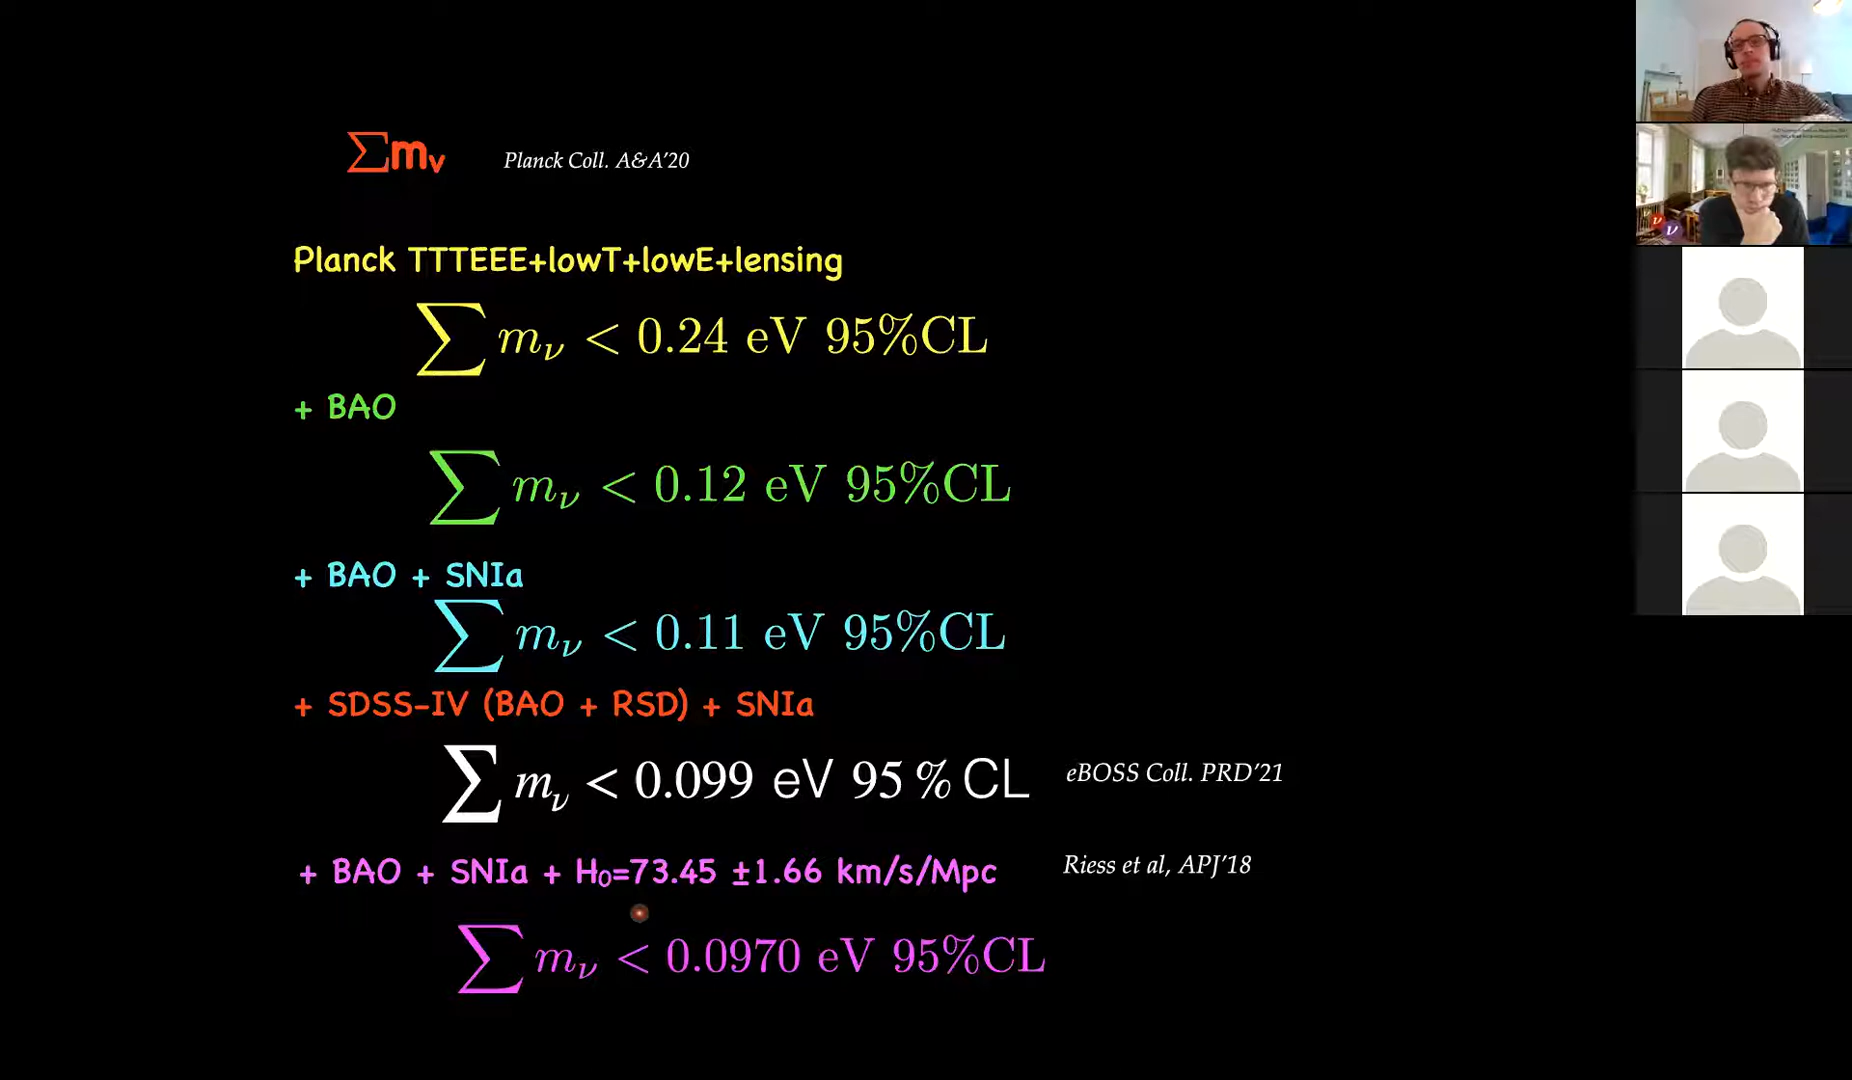 ∑mν Planck Coll. A&A'20
Planck TTTEEE+lowT+lowE+lensing
∑ mν < 0.24 eV 95%CL
+ BAO
∑ mν < 0.12 eV 95%CL
+ BAO + SNIa
∑ mν < 0.11 eV 95%CL
+ SDSS-IV (BAO + RSD) + SNIa
∑ mν < 0.099 eV 95 % CL eBOSS Coll. PRD'21
+ BAO + SNIa + H0=73.45 ±1.66 km/s/Mpc Riess et al, APJ'18
∑ mν < 0.0970 eV 95%CL
ν
ν